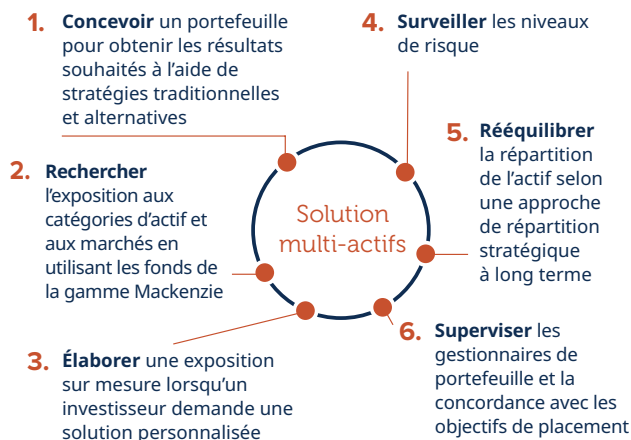 1. Concevoir un portefeuille
pour obtenir les résultats
souhaités à l’aide de
stratégies traditionnelles
et alternatives
2. Rechercher
l’exposition aux
catégories d’actif et
aux marchés en
utilisant les fonds de
la gamme Mackenzie
3. Élaborer une exposition
sur mesure lorsqu’un
investisseur demande une
solution personnalisée
Solution
multi-actifs
4. Surveiller les niveaux
de risque
5. Rééquilibrer
la répartition
de l’actif selon
une approche
de répartition
stratégique
à long terme
6. Superviser les
gestionnaires de
portefeuille et la
concordance avec les
objectifs de placement